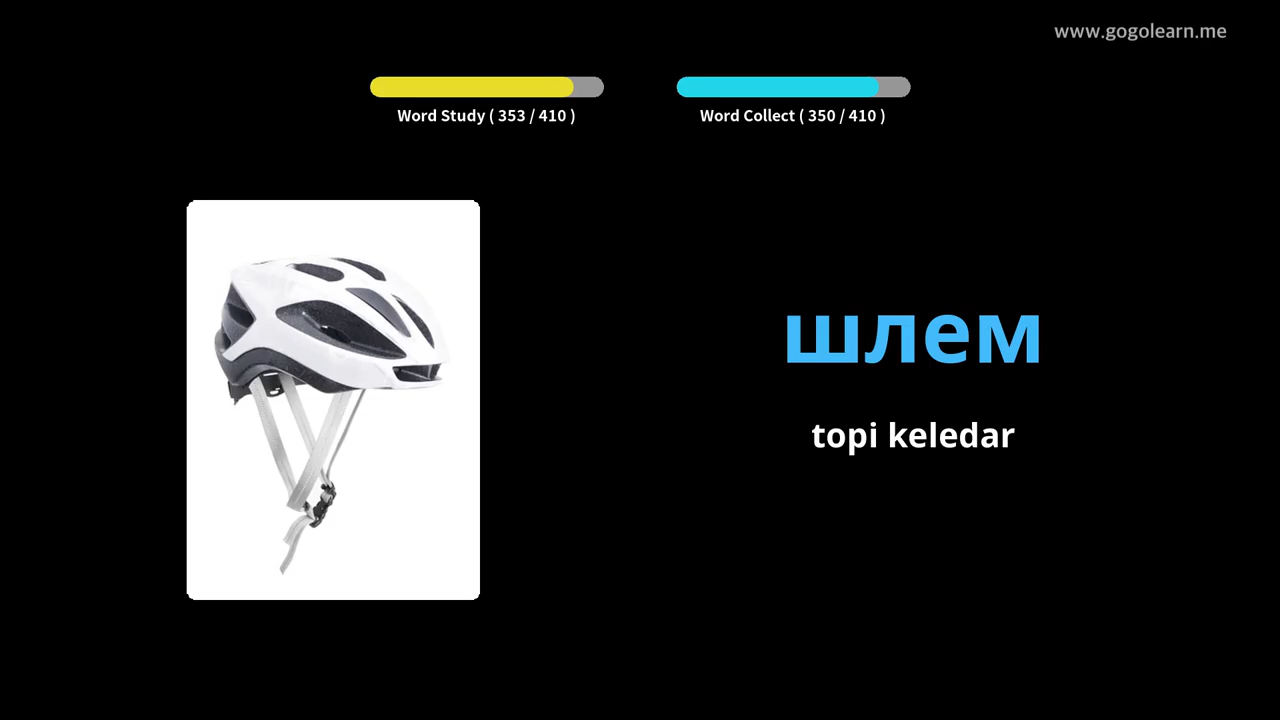 www.gogolearn.me
Word Study ( 353 / 410 )
Word Collect ( 350 / 410 )
шлем
topi keledar